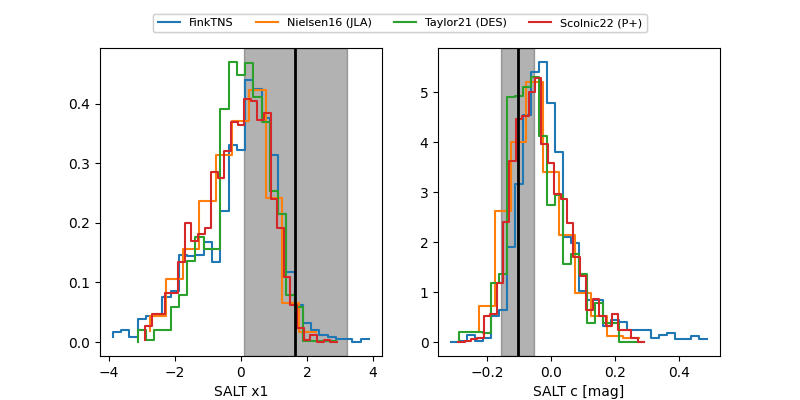 FinkTNS Nielsen16 (JLA) Taylor21 (DES) Scolnic22 (P+)
0.4
0.3
0.2
0.1
0.0
−4 −2 0 2 4
SALT x1
5
4
3
2
1
0
−0.2 0.0 0.2 0.4
SALT c [mag]